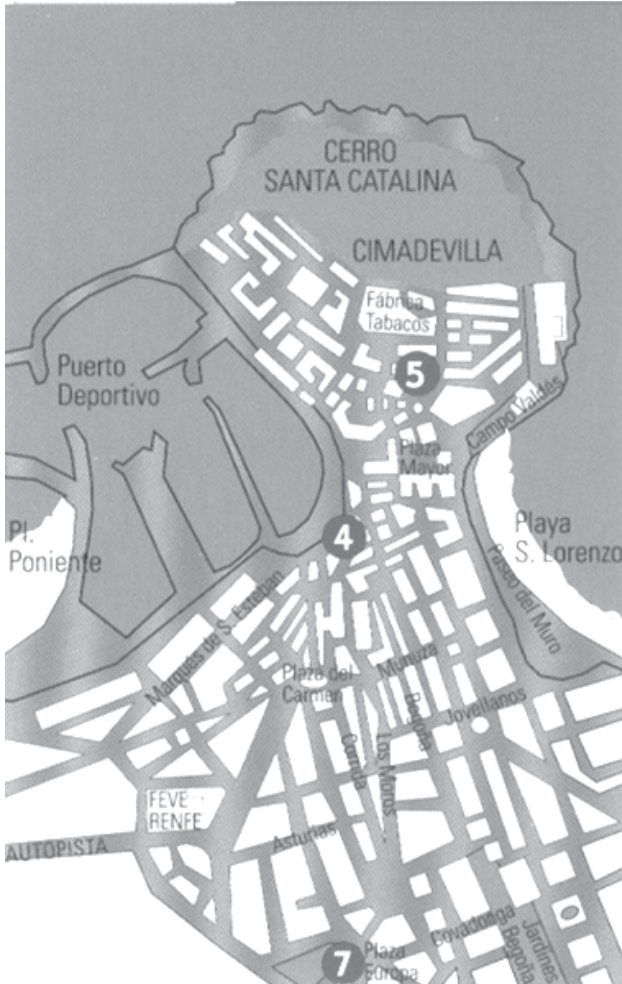 CERRO
SANTA CATALINA
CIMADEVILLA
Fábrica
Tabacos
Puerto
Deportivo
5
Campo Valdés
Plaza
Mayor
4
Pl.
Poniente
Playa
S. Lorenzo
Paseo del Muro
Marqués de S. Esteban
Plaza del
Carmen
Munuza
Begoña
Jovellanos
Corrida
Los Moros
FEVE
RENFE
Asturias
AUTOPISTA
Covadonga
Jardines
Begoña
7
Plaza
Europa